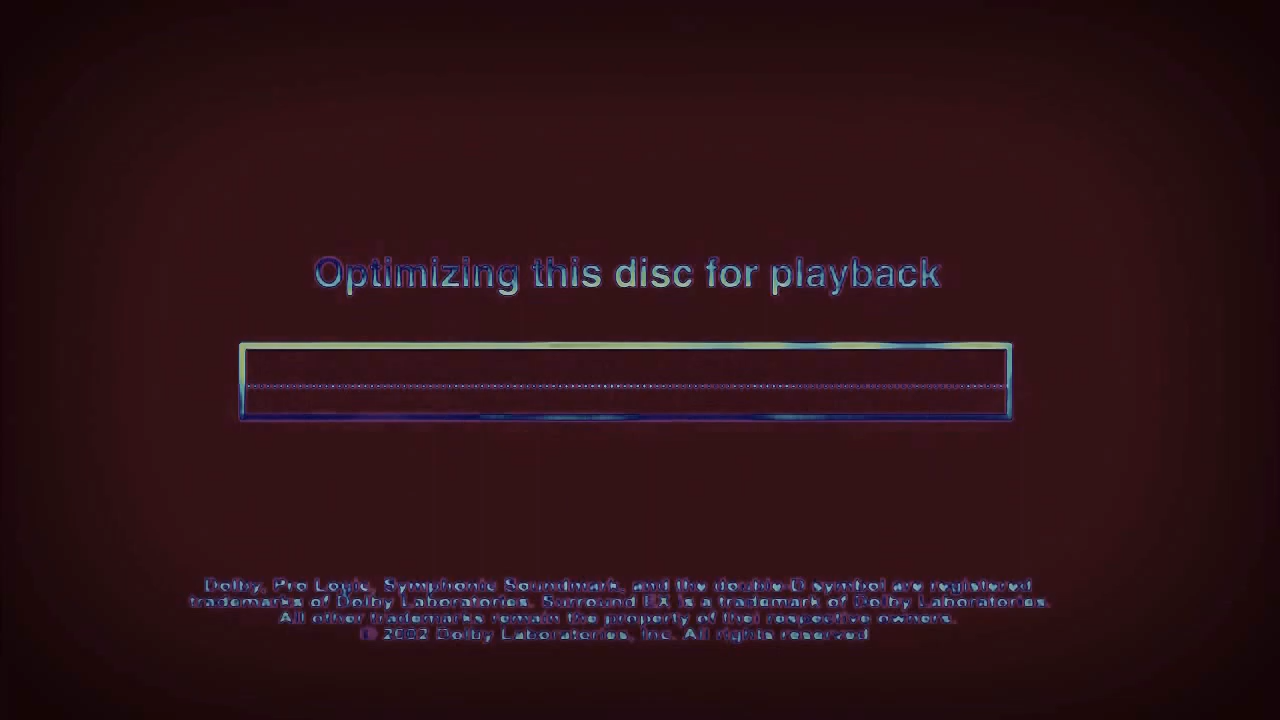 Optimizing this disc for playback
Dolby, Pro Logic, Symphonic Soundmark, and the double-D symbol are registered
trademarks of Dolby Laboratories. Surround EX is a trademark of Dolby Laboratories.
All other trademarks remain the property of their respective owners.
© 2002 Dolby Laboratories, Inc. All rights reserved